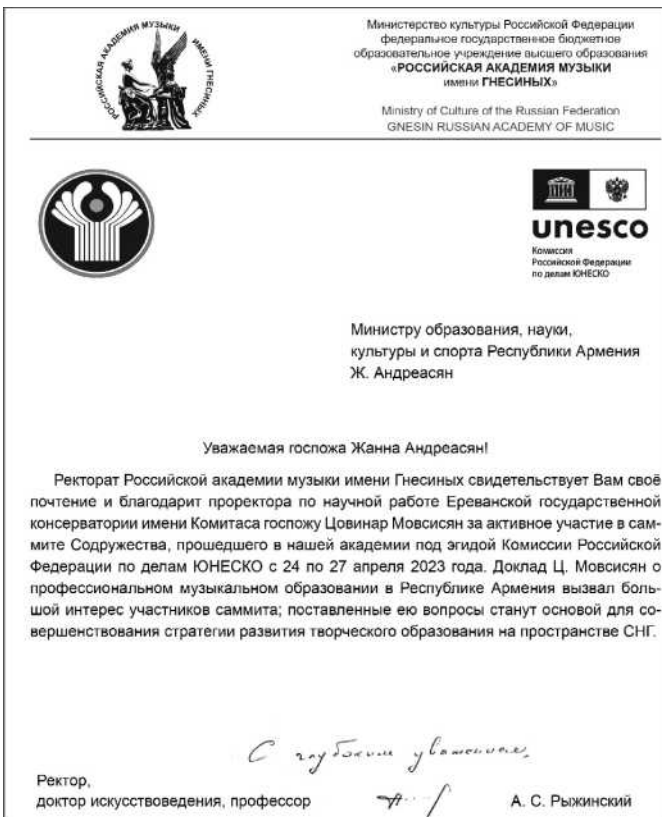 РОССИЙСКАЯ АКАДЕМИЯ МУЗЫКИ ИМЕНИ ГНЕСИНЫХ
Министерство культуры Российской Федерации
федеральное государственное бюджетное
образовательное учреждение высшего образования
«РОССИЙСКАЯ АКАДЕМИЯ МУЗЫКИ
имени ГНЕСИНЫХ»
Ministry of Culture of the Russian Federation
GNESIN RUSSIAN ACADEMY OF MUSIC
unesco
Комиссия
Российской Федерации
по делам ЮНЕСКО
Министру образования, науки,
культуры и спорта Республики Армения
Ж. Андреасян
Уважаемая госпожа Жанна Андреасян!
Ректорат Российской академии музыки имени Гнесиных свидетельствует Вам своё
почтение и благодарит проректора по научной работе Ереванской государственной
консерватории имени Комитаса госпожу Цовинар Мовсисян за активное участие в сам-
мите Содружества, прошедшего в нашей академии под эгидой Комиссии Российской
Федерации по делам ЮНЕСКО с 24 по 27 апреля 2023 года. Доклад Ц. Мовсисян о
профессиональном музыкальном образовании в Республике Армения вызвал боль-
шой интерес участников саммита; поставленные ею вопросы станут основой для со-
вершенствования стратегии развития творческого образования на пространстве СНГ.
С глубоким уважением,
Ректор,
доктор искусствоведения, профессор
А. С. Рыжинский